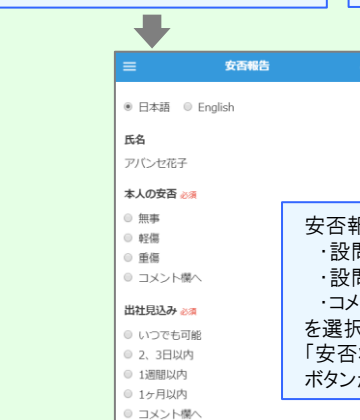 安否報告
日本語 English
氏名
アバンセ花子
本人の安否 必須
無事
軽傷
重傷
コメント欄へ
出社見込み 必須
いつでも可能
2、3日以内
1週間以内
1ヶ月以内
コメント欄へ
安否報
・設問
・設問
・コメ
を選択
「安否
ボタン